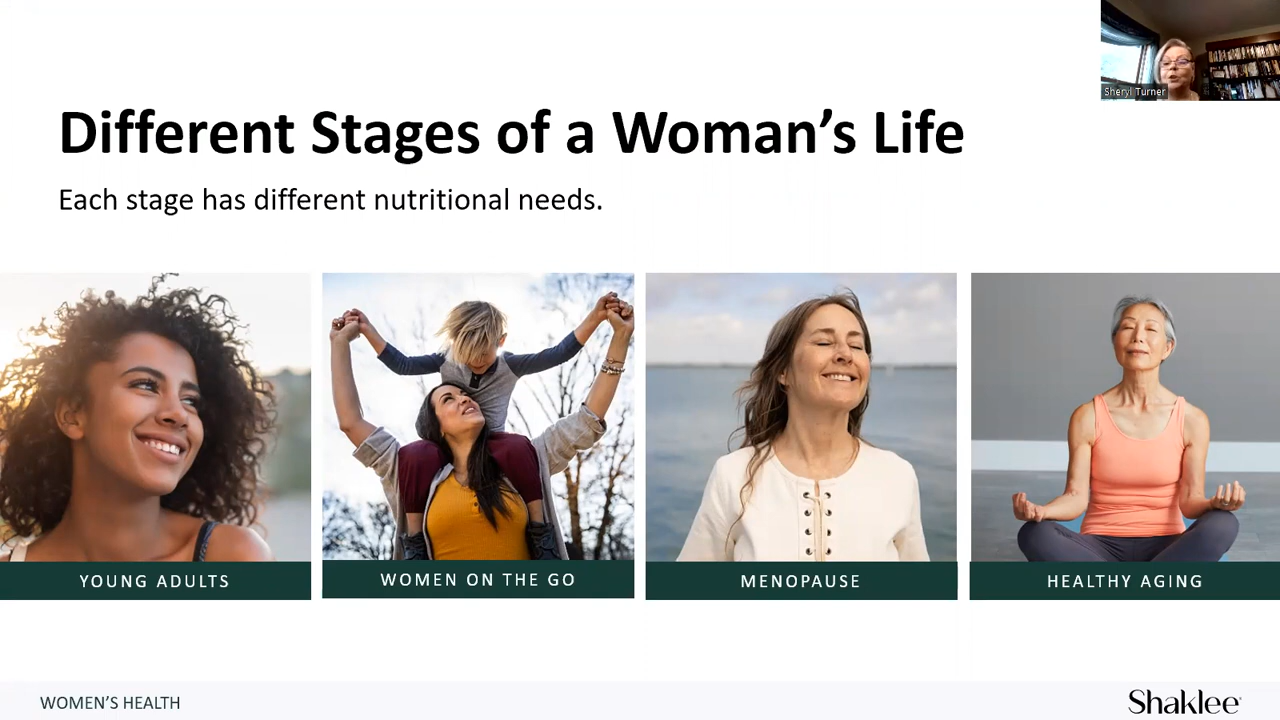 Sheryl Turner
Different Stages of a Woman’s Life
Each stage has different nutritional needs.
YOUNG ADULTS
WOMEN ON THE GO
MENOPAUSE
HEALTHY AGING
WOMEN’S HEALTH
Shaklee